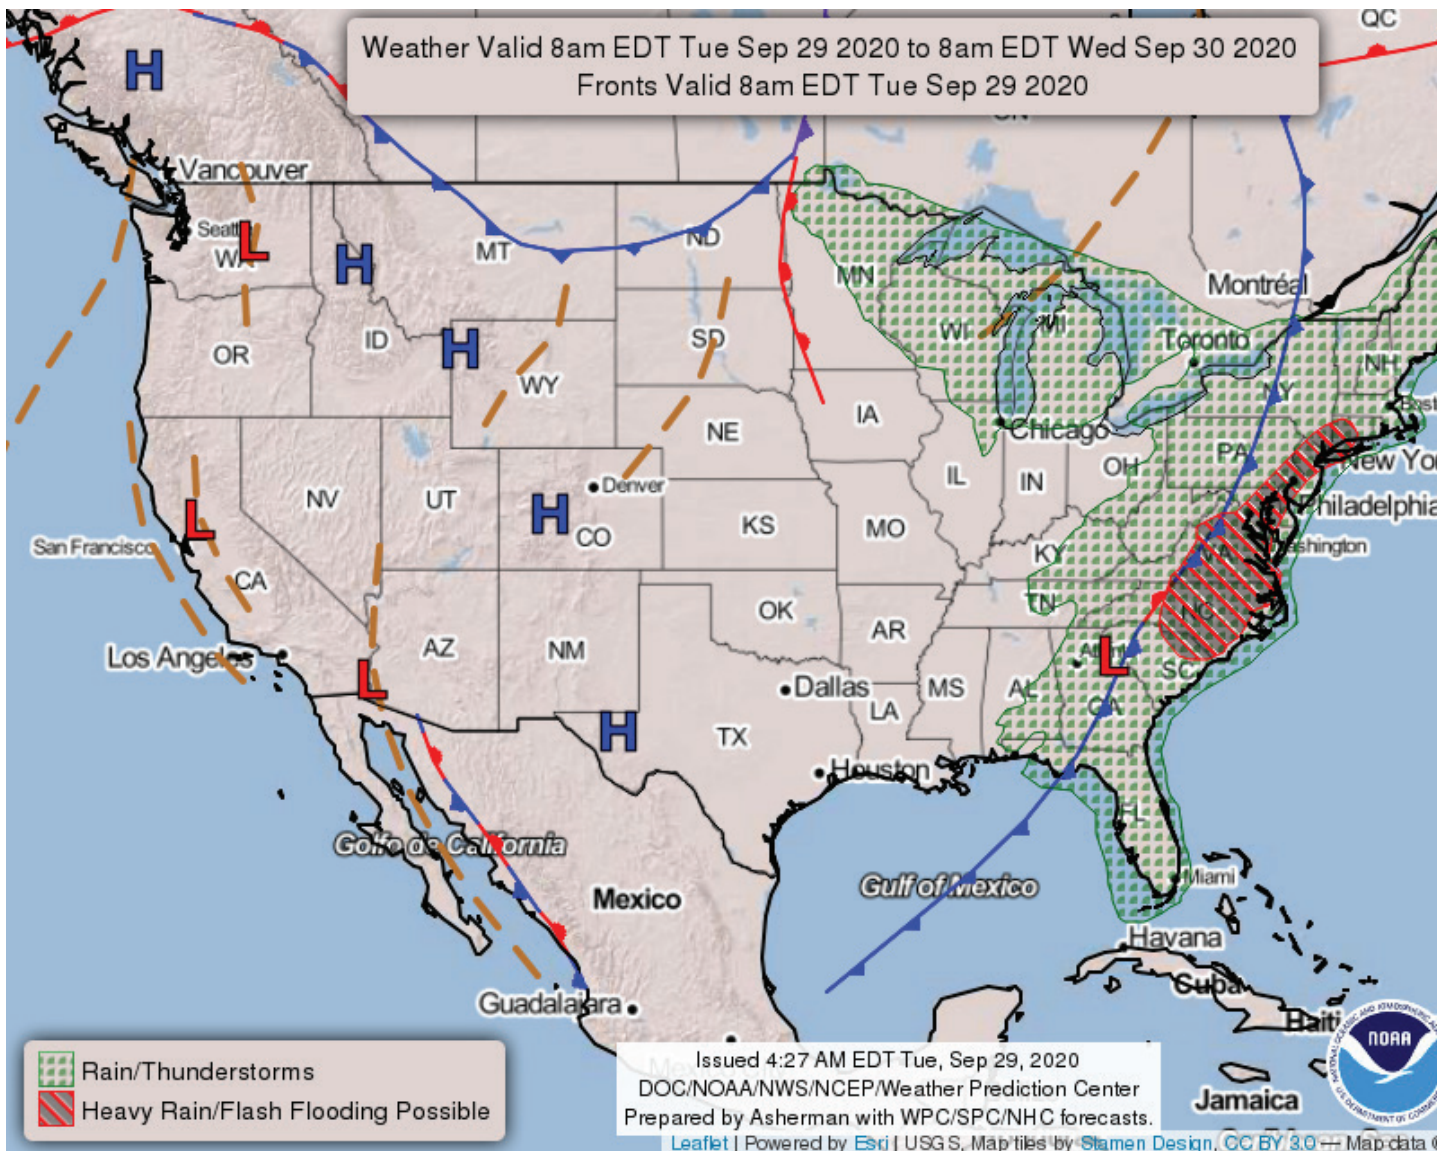 QC
Weather Valid 8am EDT Tue Sep 29 2020 to 8am EDT Wed Sep 30 2020
Fronts Valid 8am EDT Tue Sep 29 2020
H
Vancouver
Seattle
L
WA
H
MT
ND
MN
Montréal
OR
ID
H
WY
SD
WI
MI
Toronto
NY
NH
IA
NE
Chicago
PA
New Yo
NV
UT
Denver
IL
IN
OH
Philadelphia
L
San Francisco
H
CO
KS
MO
KY
VA
CA
OK
TN
NC
AZ
NM
AR
Los Angeles
L
L
SC
Dallas
MS
AL
GA
LA
H
TX
Houston
FL
Golfo de California
Gulf of Mexico
Miami
Mexico
Havana
Cuba
Guadalajara
Haiti
NOAA
Rain/Thunderstorms
Heavy Rain/Flash Flooding Possible
Issued 4:27 AM EDT Tue, Sep 29, 2020
DOC/NOAA/NWS/NCEP/Weather Prediction Center
Prepared by Asherman with WPC/SPC/NHC forecasts.
Jamaica
Leaflet | Powered by Esri | USGS, Map tiles by Stamen Design, CC BY 3.0 — Map data ©